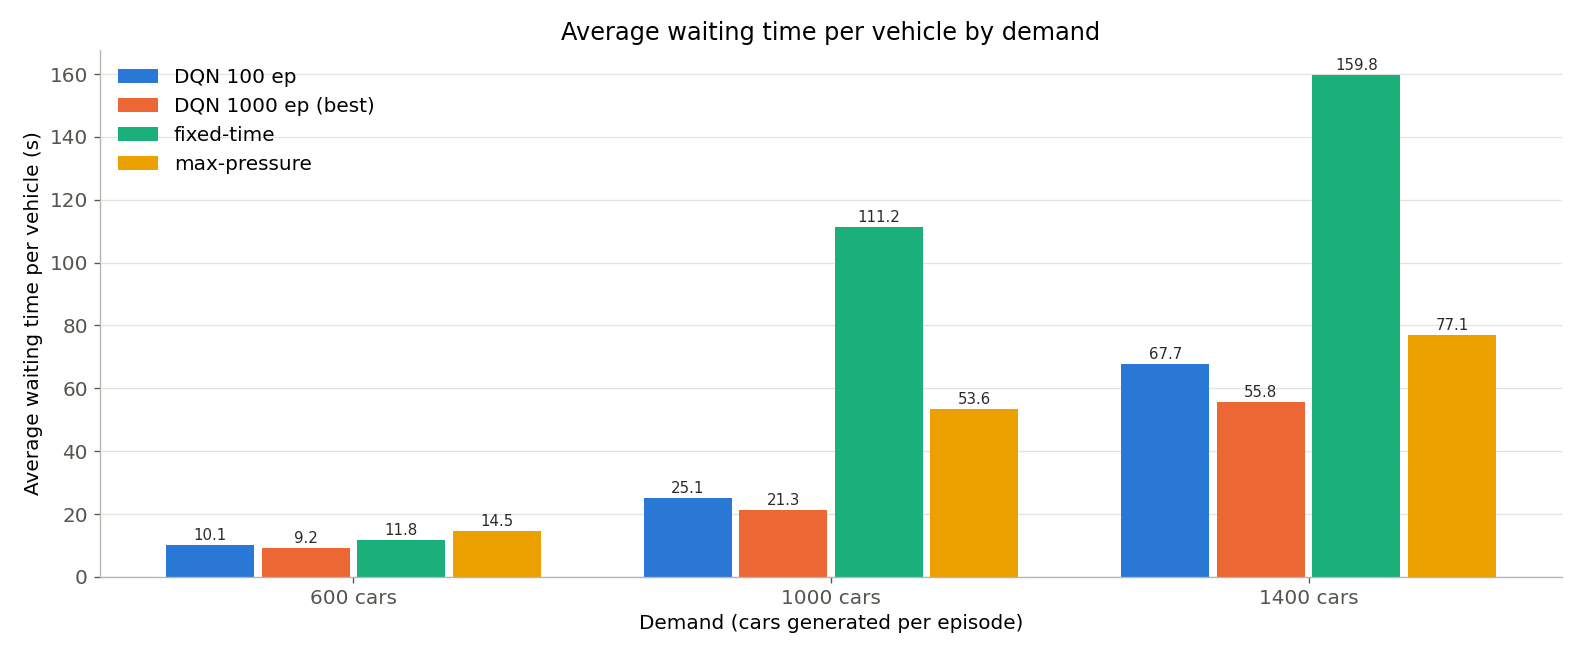 Average waiting time per vehicle by demand
DQN 100 ep
DQN 1000 ep (best)
fixed-time
max-pressure
Average waiting time per vehicle (s)
160
140
120
100
80
60
40
20
0
10.1
9.2
11.8
14.5
25.1
21.3
111.2
53.6
67.7
55.8
159.8
77.1
600 cars
1000 cars
1400 cars
Demand (cars generated per episode)